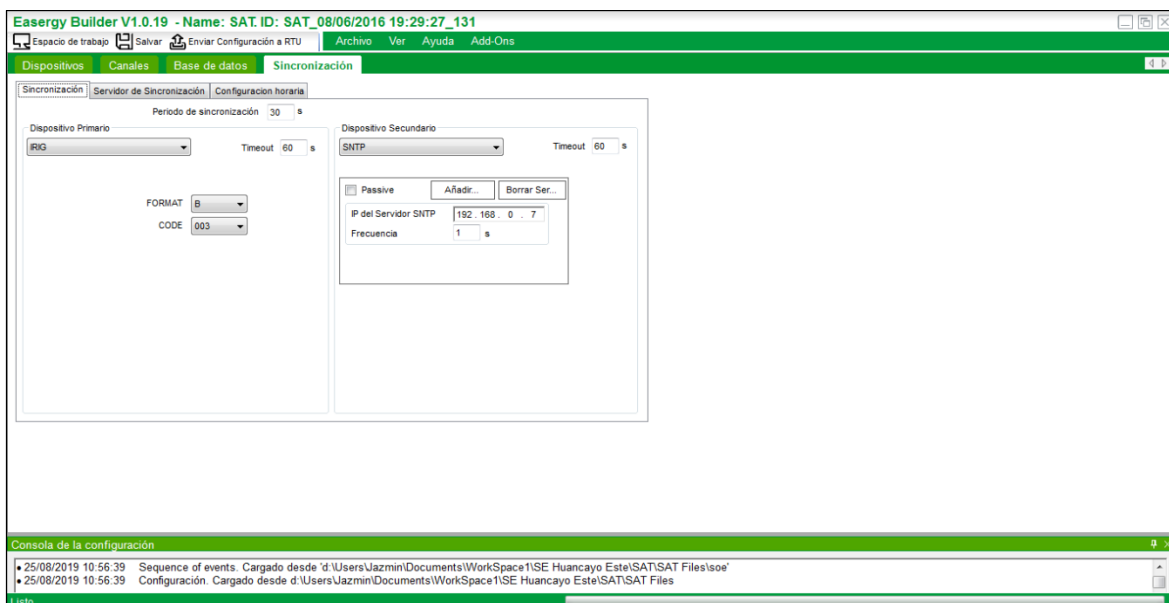 Easergy Builder V1.0.19 - Name: SAT. ID: SAT_08/06/2016 19:29:27_131
Espacio de trabajo Salvar Enviar Configuración a RTU Archivo Ver Ayuda Add-Ons
Dispositivos Canales Base de datos Sincronización
Sincronización Servidor de Sincronización Configuracion horaria
Periodo de sincronización 30 s
Dispositivo Primario
IRIG Timeout 60 s
FORMAT B
CODE 003
Dispositivo Secundario
SNTP Timeout 60 s
Passive Añadir... Borrar Ser...
IP del Servidor SNTP 192 . 168 . 0 . 7
Frecuencia 1 s
Consola de la configuración
• 25/08/2019 10:56:39 Sequence of events. Cargado desde 'd:\Users\Jazmin\Documents\WorkSpace1\SE Huancayo Este\SAT\SAT Files\soe'
• 25/08/2019 10:56:39 Configuración. Cargado desde d:\Users\Jazmin\Documents\WorkSpace1\SE Huancayo Este\SAT\SAT Files
Listo